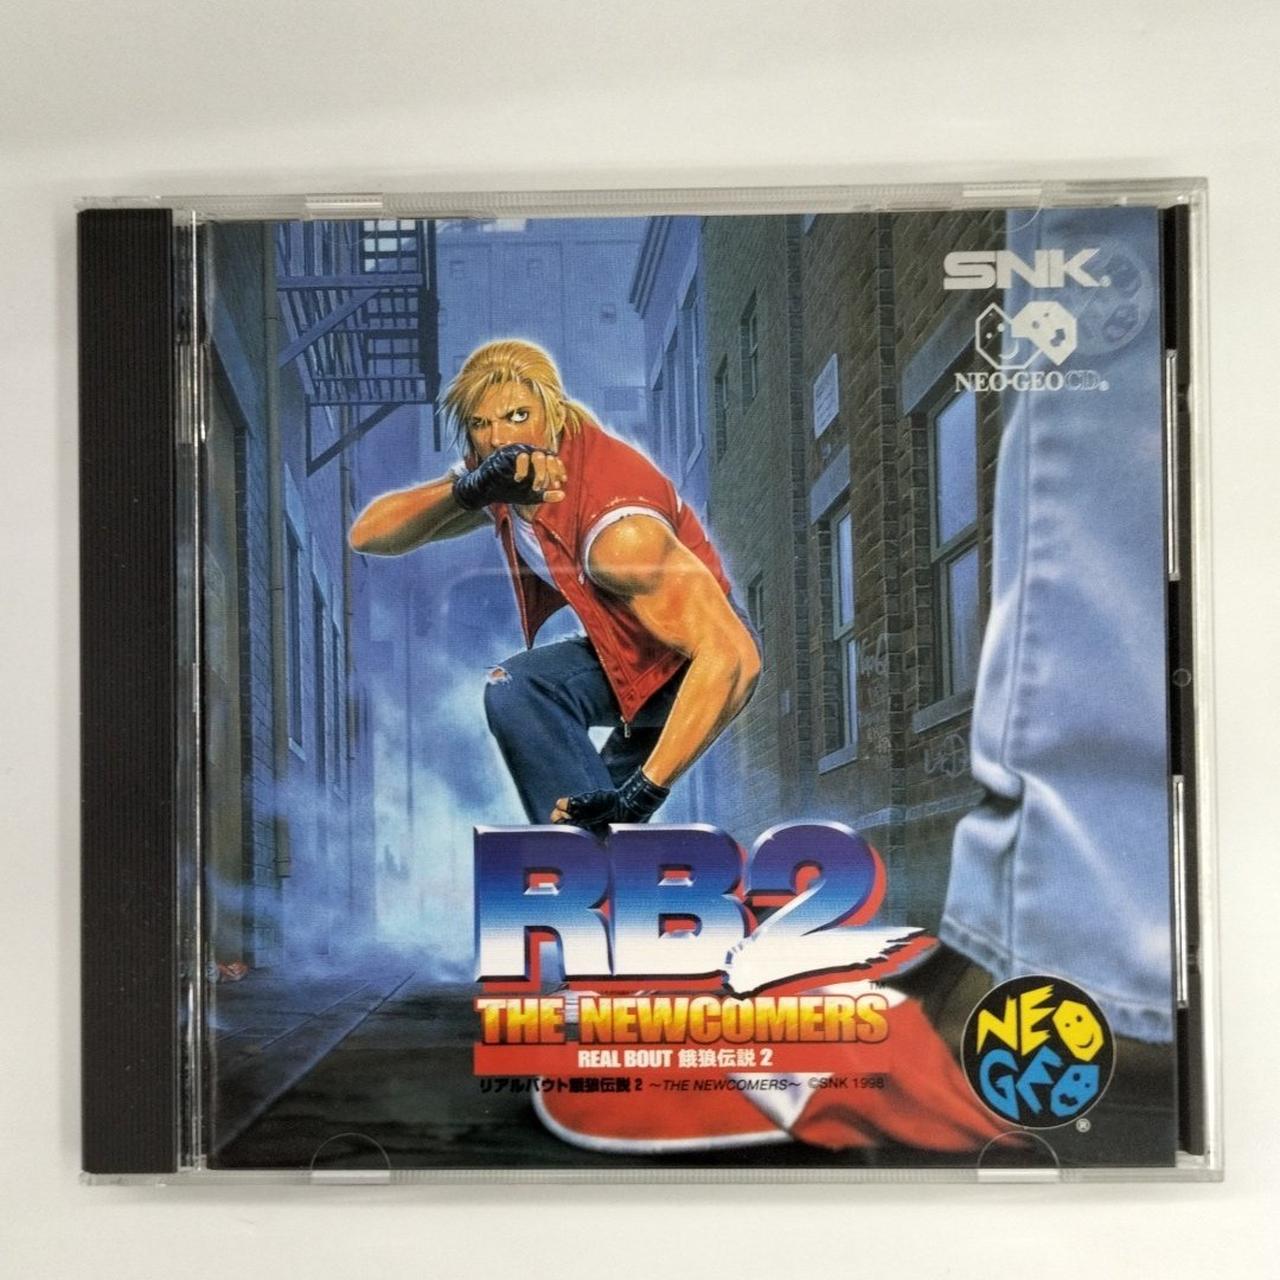 SNK®
NEO·GEO CD®
RB2™
THE NEWCOMERS
REAL BOUT 餓狼伝説 2
リアルバウト餓狼伝説 2 ～THE NEWCOMERS～ ©SNK 1998
NEO
GEO®